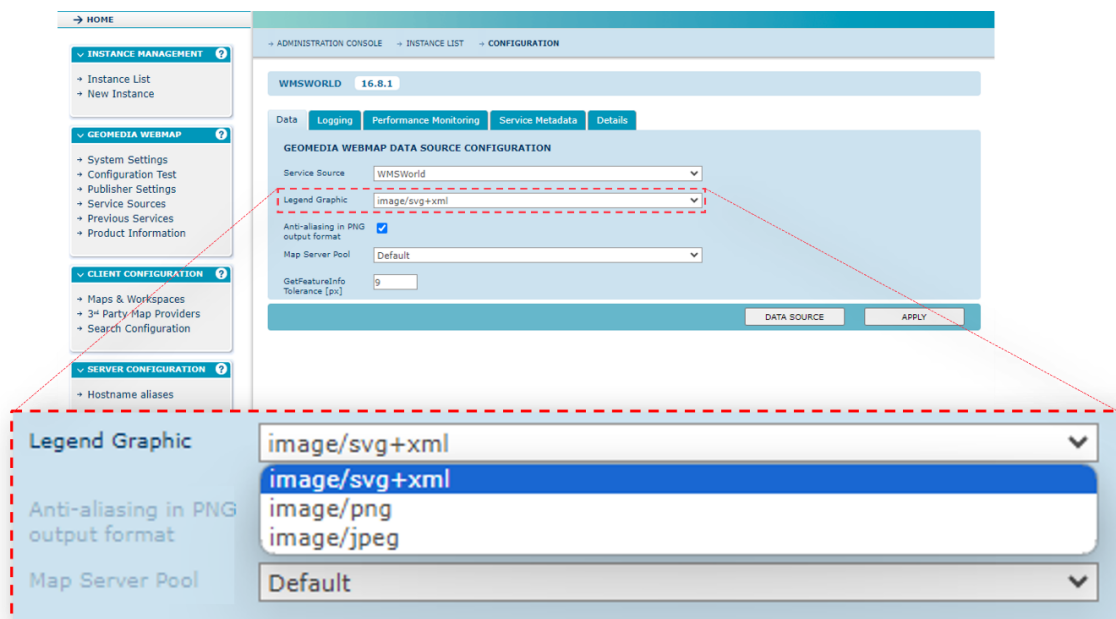 → HOME
INSTANCE MANAGEMENT ?
→ Instance List
→ New Instance
GEOMEDIA WEBMAP ?
→ System Settings
→ Configuration Test
→ Publisher Settings
→ Service Sources
→ Previous Services
→ Product Information
CLIENT CONFIGURATION ?
→ Maps & Workspaces
→ 3rd Party Map Providers
→ Search Configuration
SERVER CONFIGURATION ?
→ Hostname aliases
→ ADMINISTRATION CONSOLE → INSTANCE LIST → CONFIGURATION
WMSWORLD 16.8.1
Data Logging Performance Monitoring Service Metadata Details
GEOMEDIA WEBMAP DATA SOURCE CONFIGURATION
Service Source WMSWorld
Legend Graphic image/svg+xml
Anti-aliasing in PNG
output format
Map Server Pool Default
GetFeatureInfo
Tolerance [px] 9
DATA SOURCE APPLY
Legend Graphic image/svg+xml
image/svg+xml
image/png
image/jpeg
Anti-aliasing in PNG
output format
Map Server Pool Default